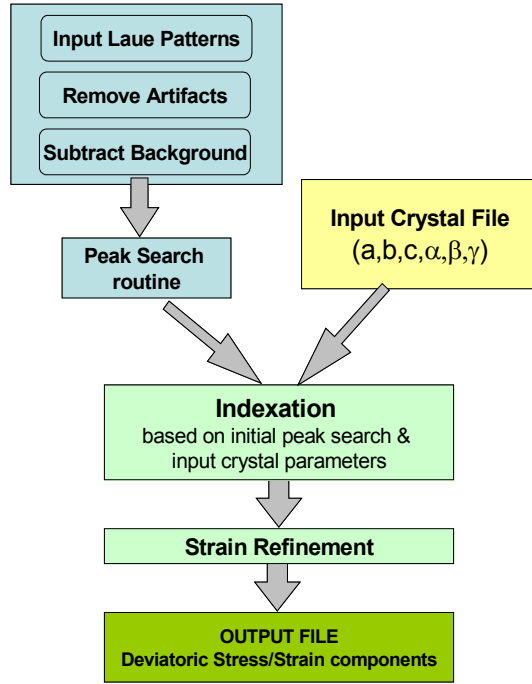 Input Laue Patterns
Remove Artifacts
Subtract Background
Peak Search
routine
Input Crystal File
(a,b,c,α,β,γ)
Indexation
based on initial peak search &
input crystal parameters
Strain Refinement
OUTPUT FILE
Deviatoric Stress/Strain components